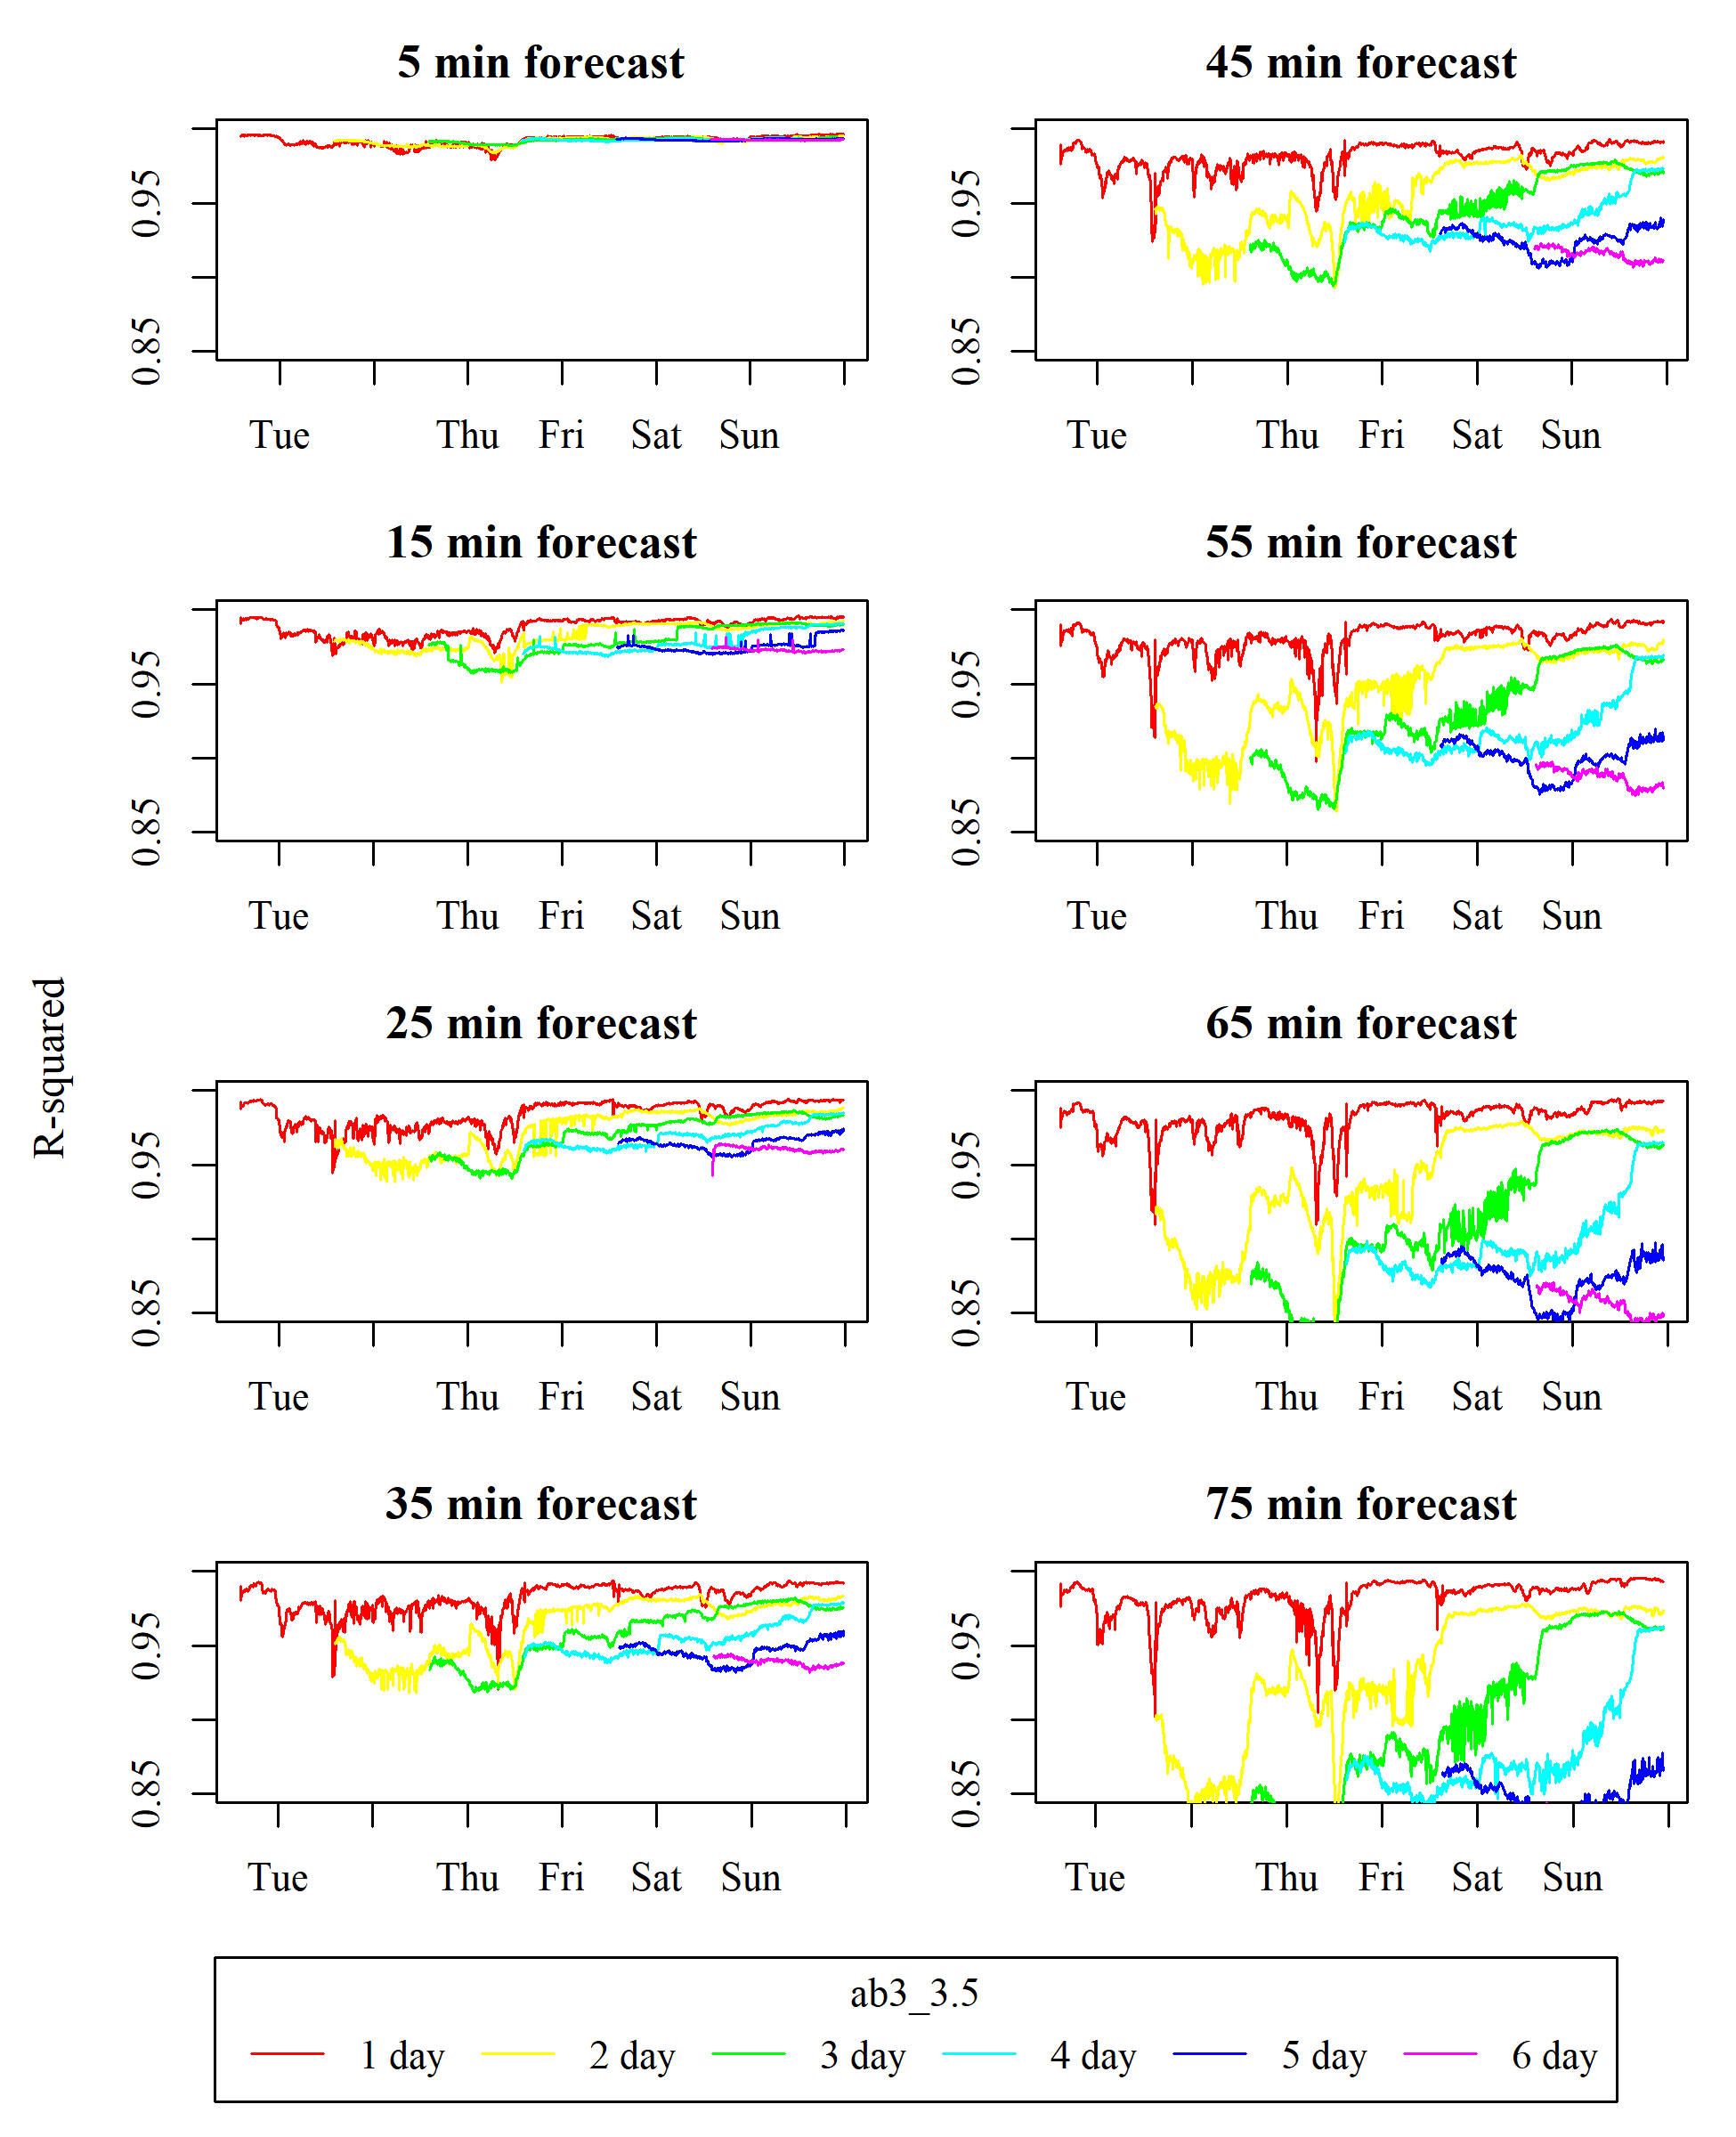 5 min forecast
0.95
0.85
Tue Thu Fri Sat Sun
45 min forecast
0.95
0.85
Tue Thu Fri Sat Sun
15 min forecast
0.95
0.85
Tue Thu Fri Sat Sun
55 min forecast
0.95
0.85
Tue Thu Fri Sat Sun
R-squared
25 min forecast
0.95
0.85
Tue Thu Fri Sat Sun
65 min forecast
0.95
0.85
Tue Thu Fri Sat Sun
35 min forecast
0.95
0.85
Tue Thu Fri Sat Sun
75 min forecast
0.95
0.85
Tue Thu Fri Sat Sun
ab3_3.5
1 day 2 day 3 day 4 day 5 day 6 day